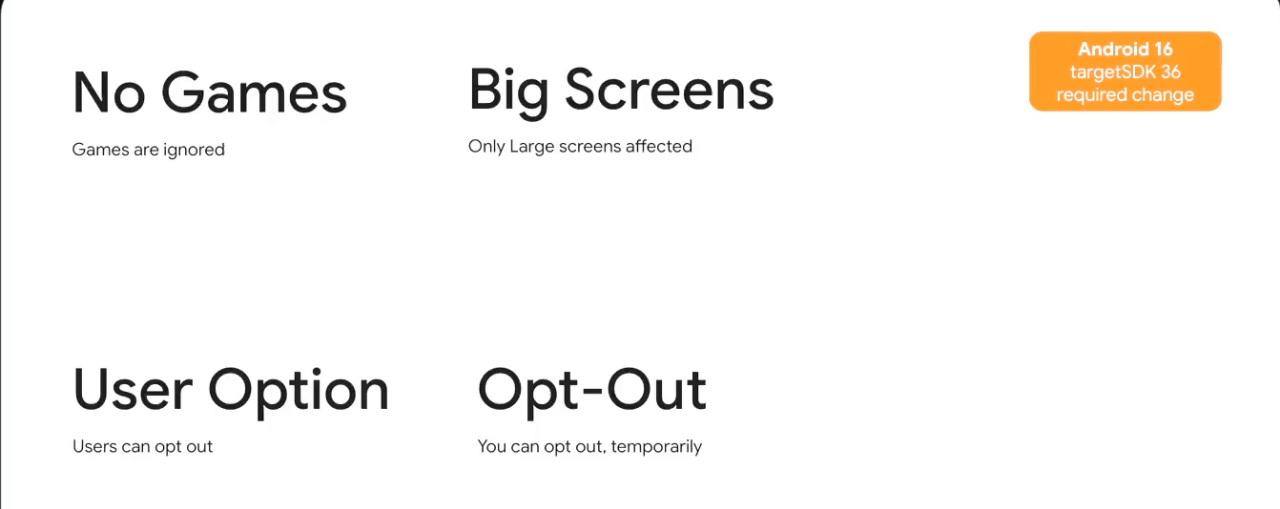 No Games
Games are ignored
Big Screens
Only Large screens affected
Android 16
targetSDK 36
required change
User Option
Users can opt out
Opt-Out
You can opt out, temporarily